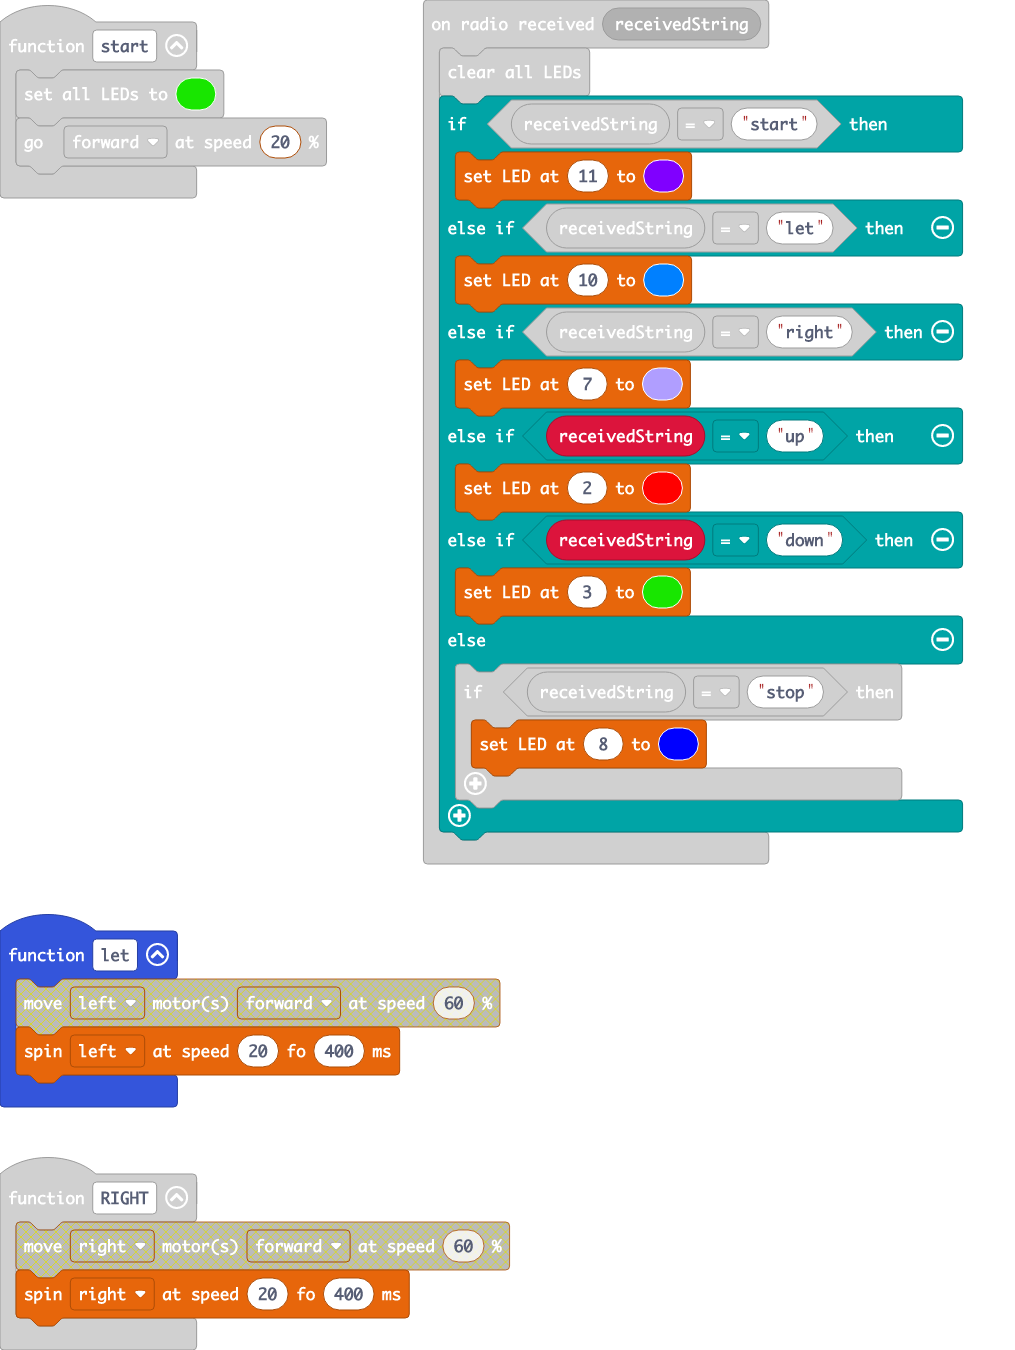 function start
set all LEDs to
go forward at speed 20 %
on radio received receivedString
clear all LEDs
if receivedString = "start" then
set LED at 11 to
else if receivedString = "let" then
set LED at 10 to
else if receivedString = "right" then
set LED at 7 to
else if receivedString = "up" then
set LED at 2 to
else if receivedString = "down" then
set LED at 3 to
else
if receivedString = "stop" then
set LED at 8 to
function let
move left motor(s) forward at speed 60 %
spin left at speed 20 fo 400 ms
function RIGHT
move right motor(s) forward at speed 60 %
spin right at speed 20 fo 400 ms